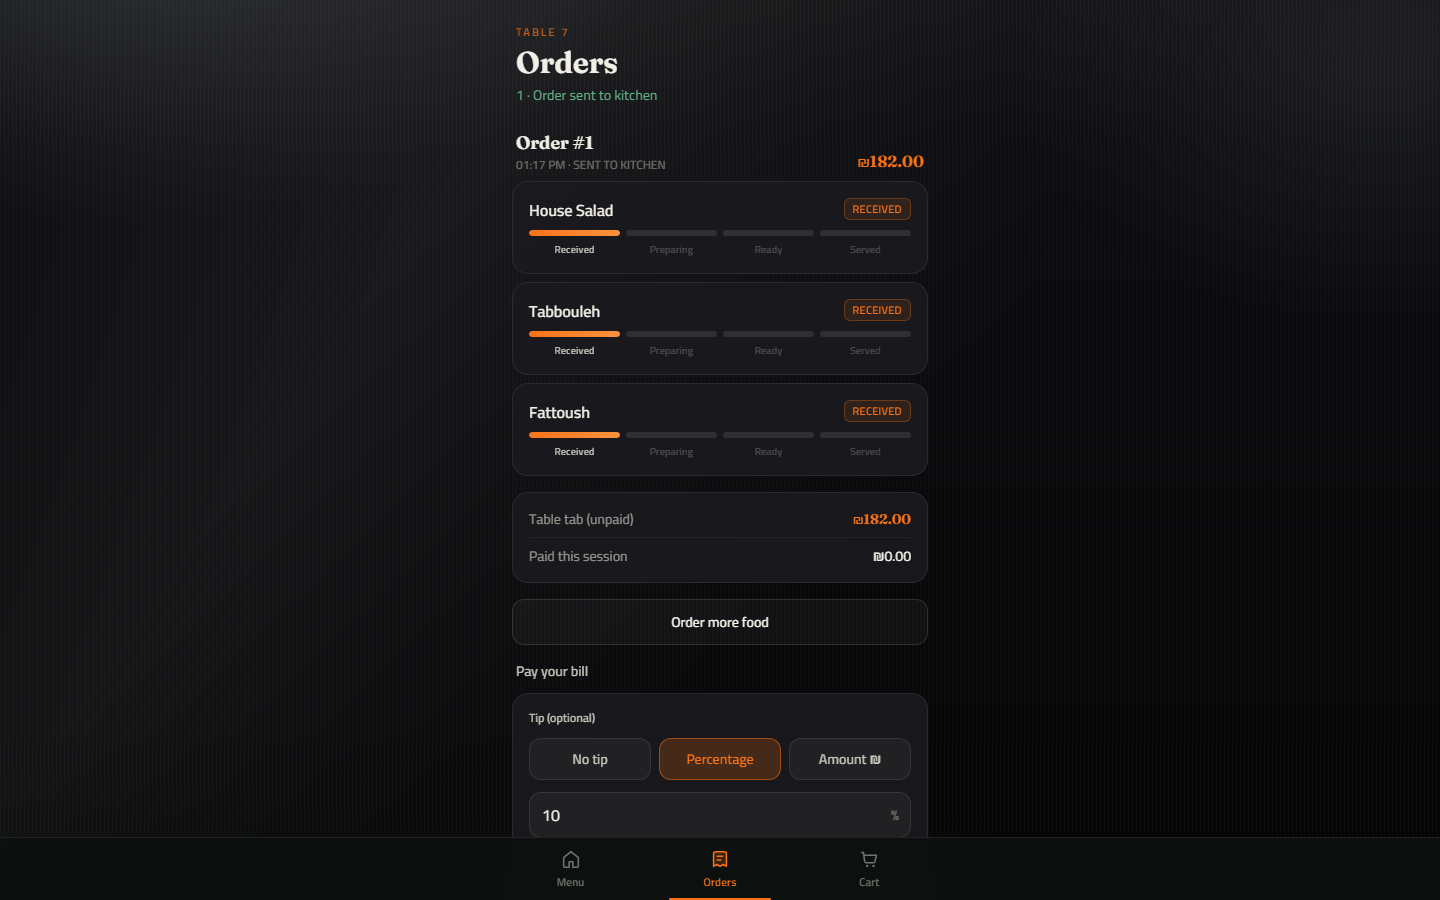 TABLE 7
Orders
1 · Order sent to kitchen
Order #1
01:17 PM · SENT TO KITCHEN
₪182.00
House Salad
RECEIVED
Received Preparing Ready Served
Tabbouleh
RECEIVED
Received Preparing Ready Served
Fattoush
RECEIVED
Received Preparing Ready Served
Table tab (unpaid) ₪182.00
Paid this session ₪0.00
Order more food
Pay your bill
Tip (optional)
No tip Percentage Amount ₪
10 %
Menu Orders Cart